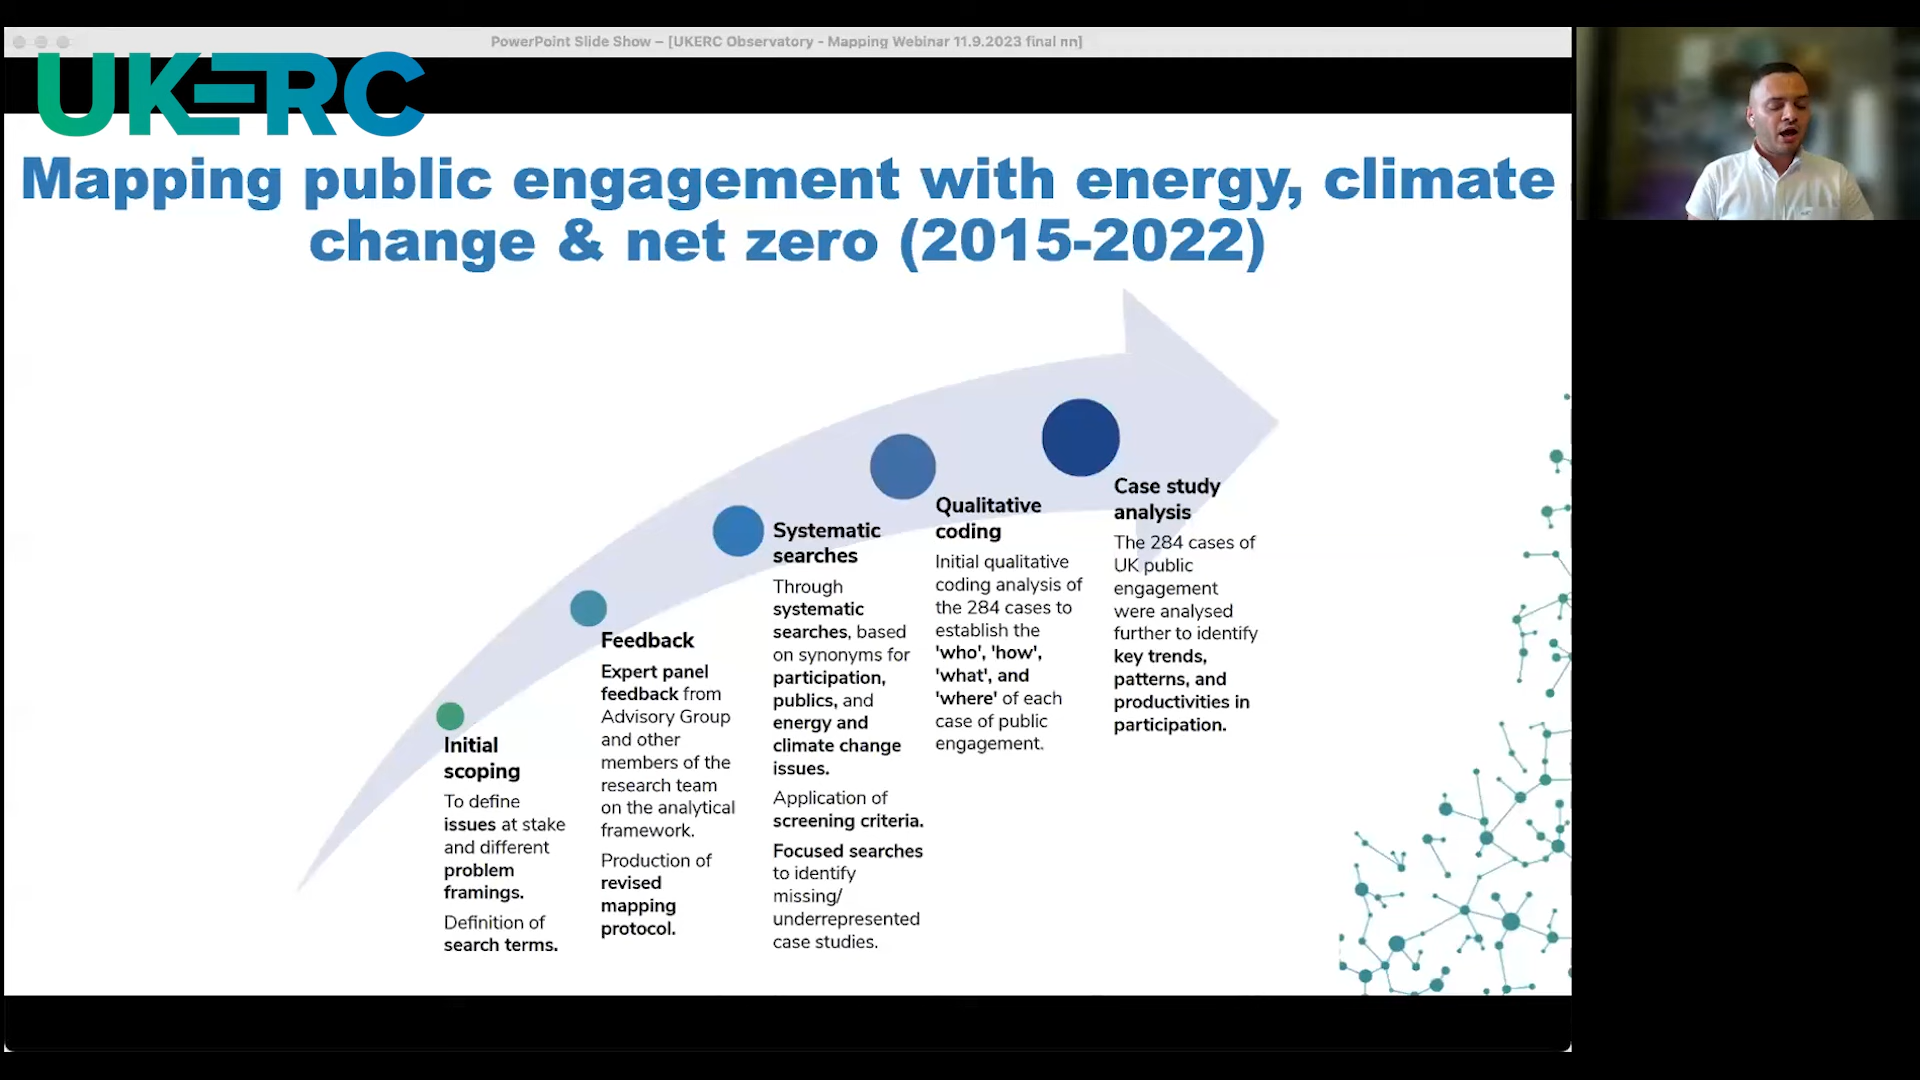 PowerPoint Slide Show – [UKERC Observatory - Mapping Webinar 11.9.2023 final nn]
UKERC
Mapping public engagement with energy, climate
change & net zero (2015-2022)
Initial
scoping
To define
issues at stake
and different
problem
framings.
Definition of
search terms.
Feedback
Expert panel
feedback from
Advisory Group
and other
members of the
research team
on the analytical
framework.
Production of
revised
mapping
protocol.
Systematic
searches
Through
systematic
searches, based
on synonyms for
participation,
publics, and
energy and
climate change
issues.
Application of
screening criteria.
Focused searches
to identify
missing/
underrepresented
case studies.
Qualitative
coding
Initial qualitative
coding analysis of
the 284 cases to
establish the
'who', 'how',
'what', and
'where' of each
case of public
engagement.
Case study
analysis
The 284 cases of
UK public
engagement
were analysed
further to identify
key trends,
patterns, and
productivities in
participation.